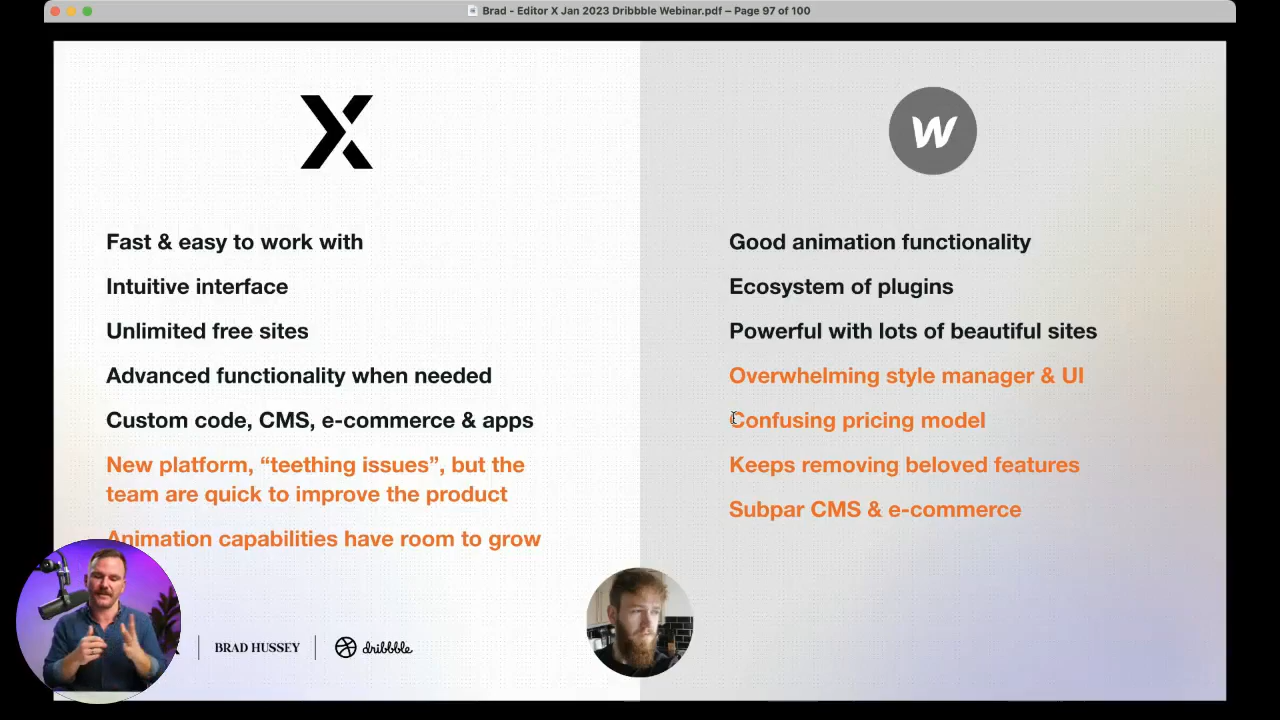 Brad - Editor X Jan 2023 Dribbble Webinar.pdf – Page 97 of 100
X
W
Fast & easy to work with
Intuitive interface
Unlimited free sites
Advanced functionality when needed
Custom code, CMS, e-commerce & apps
New platform, “teething issues”, but the
team are quick to improve the product
Animation capabilities have room to grow
Good animation functionality
Ecosystem of plugins
Powerful with lots of beautiful sites
Overwhelming style manager & UI
Confusing pricing model
Keeps removing beloved features
Subpar CMS & e-commerce
BRAD HUSSEY
dribbble